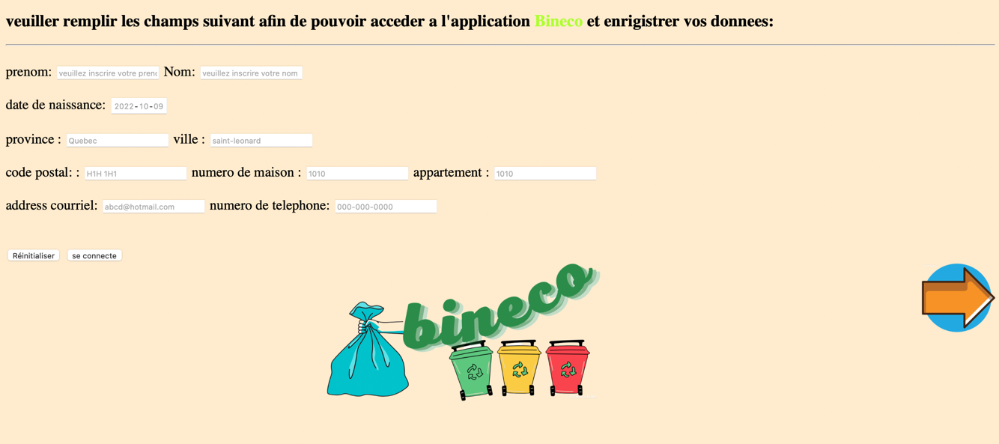 veuiller remplir les champs suivant afin de pouvoir acceder a l'application Bineco et enrigistrer vos donnees:
prenom: veuillez inscrire votre pren Nom: veuillez inscrire votre nom
date de naissance: 2022-10-09
province : Quebec ville : saint-leonard
code postal: : H1H 1H1 numero de maison : 1010 appartement : 1010
address courriel: abcd@hotmail.com numero de telephone: 000-000-0000
Réinitialiser se connecte
bineco